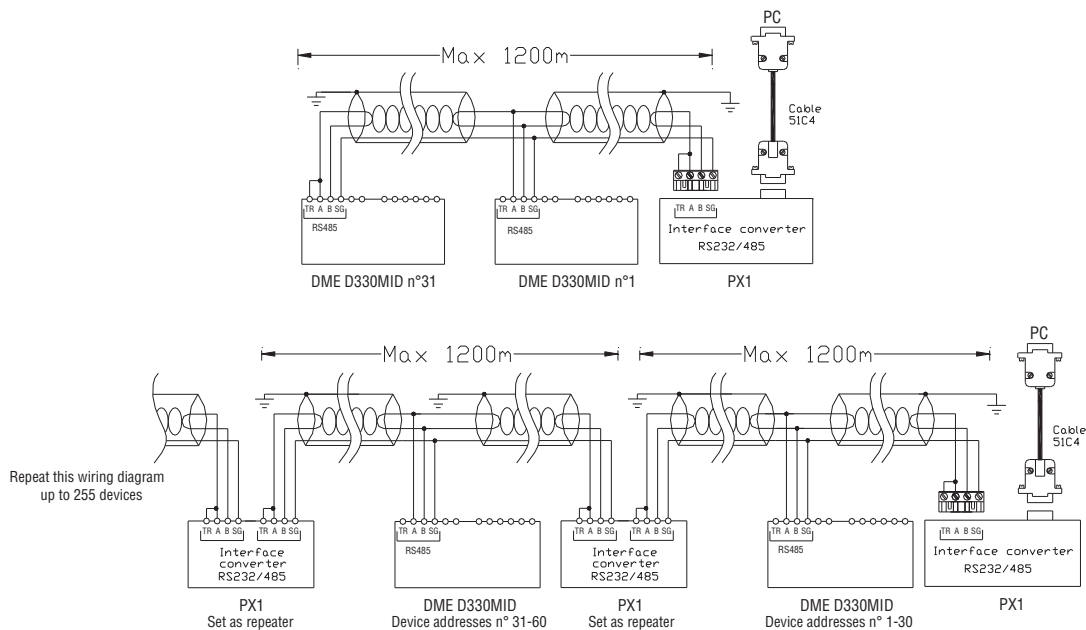 PC
Max 1200m
Cable
51C4
TR A B SG
RS485
TR A B SG
RS485
TR A B SG
Interface converter
RS232/485
DME D330MID n°31
DME D330MID n°1
PX1
PC
Max 1200m
Max 1200m
Cable
51C4
Repeat this wiring diagram
up to 255 devices
TR A B SG
TR A B SG
Interface
converter
RS232/485
TR A B SG
RS485
TR A B SG
TR A B SG
Interface
converter
RS232/485
TR A B SG
RS485
TR A B SG
Interface converter
RS232/485
PX1
Set as repeater
DME D330MID
Device addresses n° 31-60
PX1
Set as repeater
DME D330MID
Device addresses n° 1-30
PX1